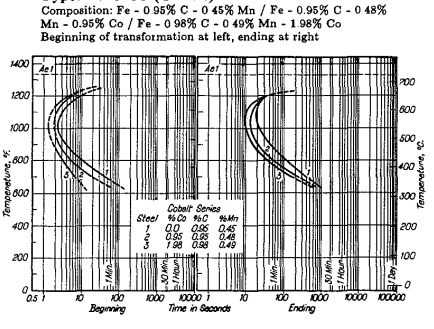 Composition: Fe - 0.95% C - 0 45% Mn / Fe - 0.95% C - 0 48%
Mn - 0.95% Co / Fe - 0 98% C - 0 49% Mn - 1.98% Co
Beginning of transformation at left, ending at right
Ae1 Ae1
1400
1200
1000
800
600
400
200
0
Temperature, °F.
700
600
500
400
300
200
100
0
Temperature, °C.
3 2 1
3 2 1
Cobalt Series
Steel %Co %C %Mn
1 0.0 0.95 0.45
2 0.95 0.95 0.48
3 1.98 0.98 0.49
1 Min. 30 Min. 1 Hour 1 Min. 30 Min. 1 Hour 1 Day
0.5 1 10 100 1000 10000 1 10 100 1000 10000 100000
Beginning Time in Seconds Ending